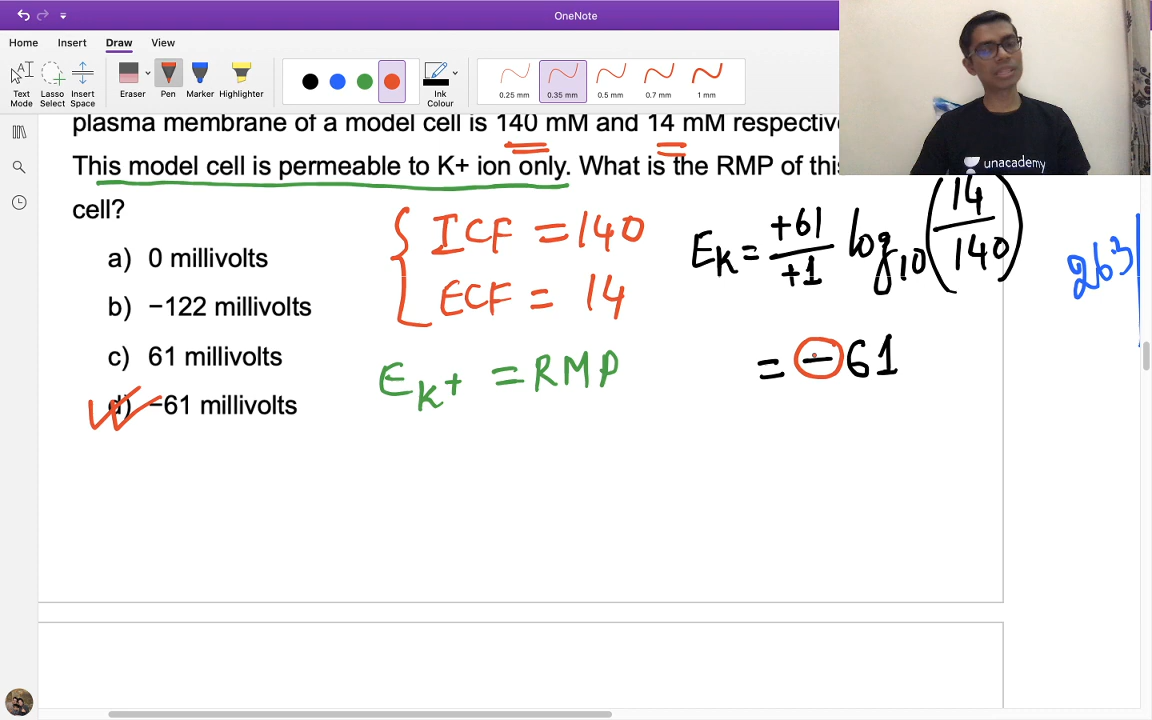 OneNote
Home Insert Draw View
Text Mode
Lasso Select
Insert Space
Eraser
Pen
Marker
Highlighter
Ink Colour
0.25 mm
0.35 mm
0.5 mm
0.7 mm
1 mm
unacademy
plasma membrane of a model cell is 140 mM and 14 mM
This model cell is permeable to K+ ion only. What is the RMP of this
cell?
a) 0 millivolts
b) −122 millivolts
c) 61 millivolts
d) −61 millivolts
ICF = 140
ECF = 14
EK+ = RMP
EK = +61/+1 log10 (14/140)
= −61
263